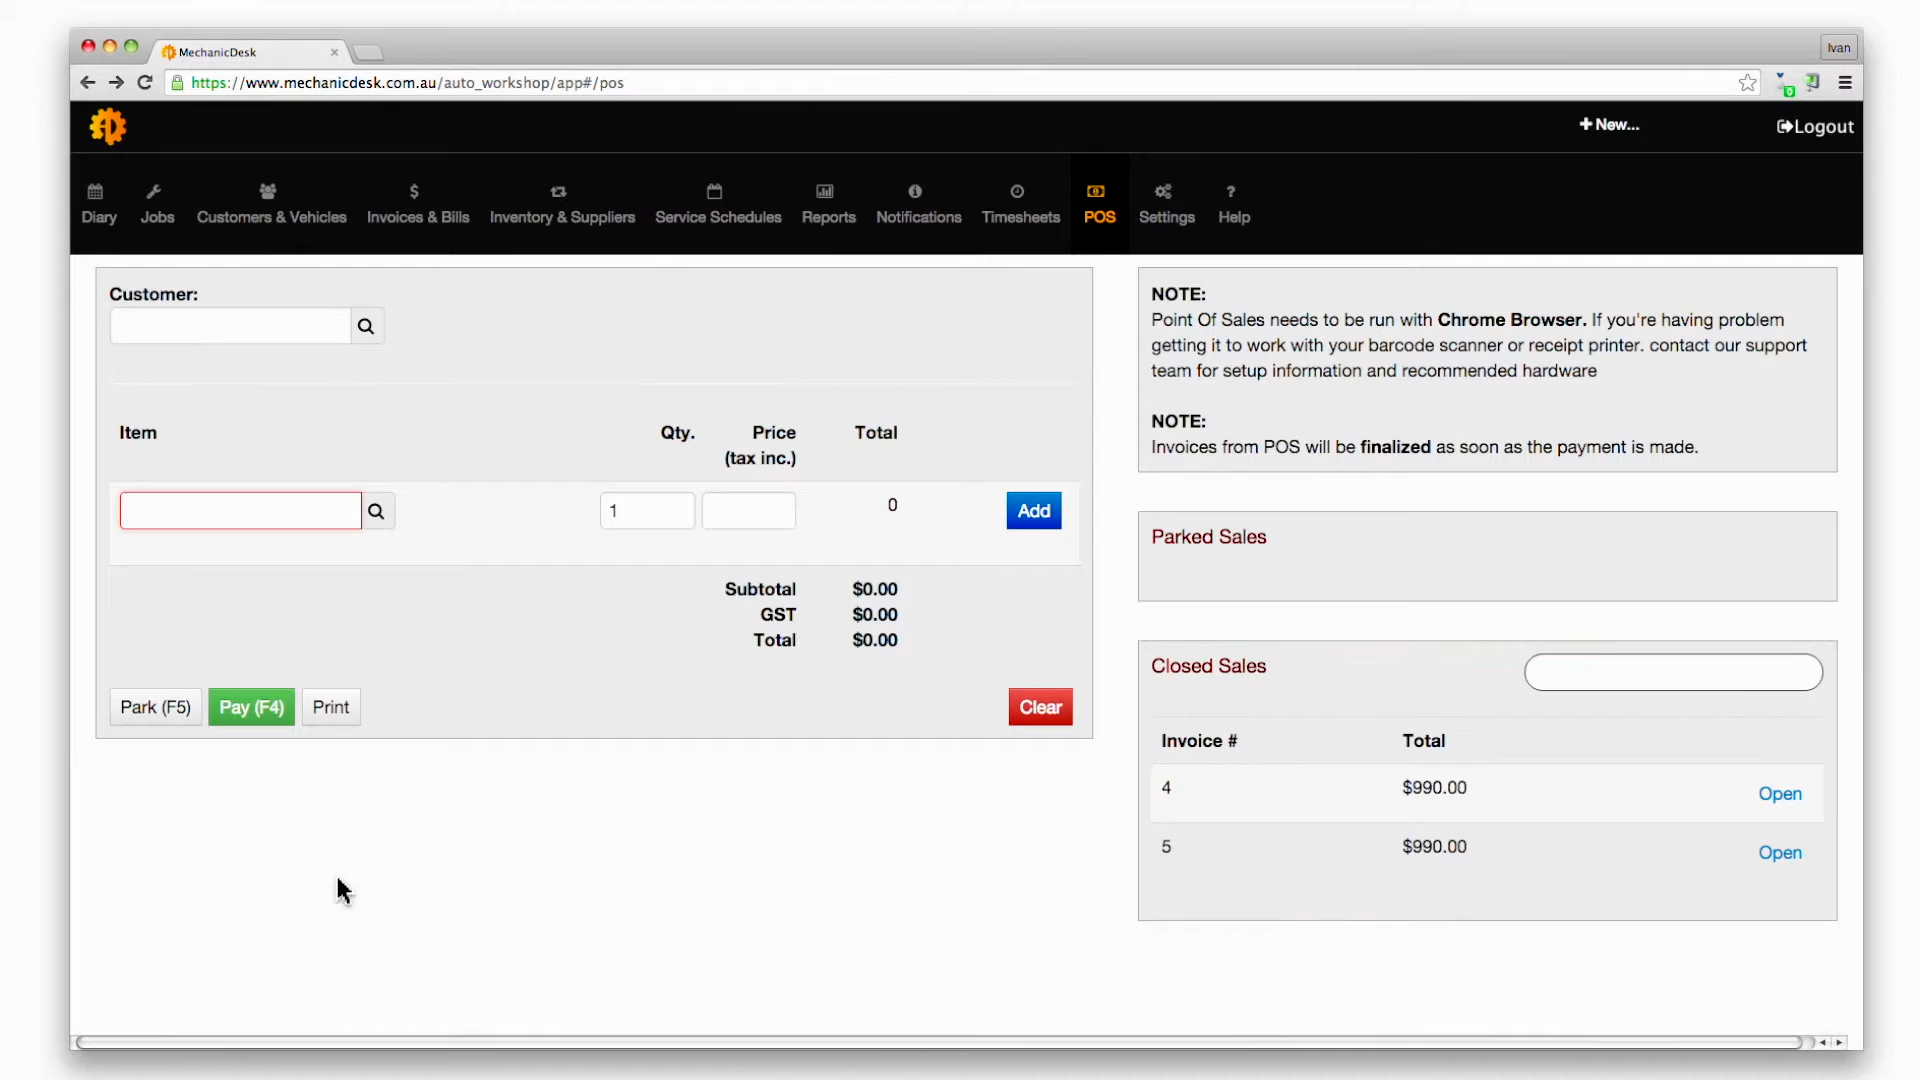 MechanicDesk
Ivan
https://www.mechanicdesk.com.au/auto_workshop/app#/pos
New...
Logout
Diary
Jobs
Customers & Vehicles
Invoices & Bills
Inventory & Suppliers
Service Schedules
Reports
Notifications
Timesheets
POS
Settings
Help
Customer:
Item
Qty.
Price
(tax inc.)
Total
1
0
Add
Subtotal $0.00
GST $0.00
Total $0.00
Park (F5)
Pay (F4)
Print
Clear
NOTE:
Point Of Sales needs to be run with Chrome Browser. If you're having problem
getting it to work with your barcode scanner or receipt printer. contact our support
team for setup information and recommended hardware
NOTE:
Invoices from POS will be finalized as soon as the payment is made.
Parked Sales
Closed Sales
Invoice # Total
4 $990.00 Open
5 $990.00 Open